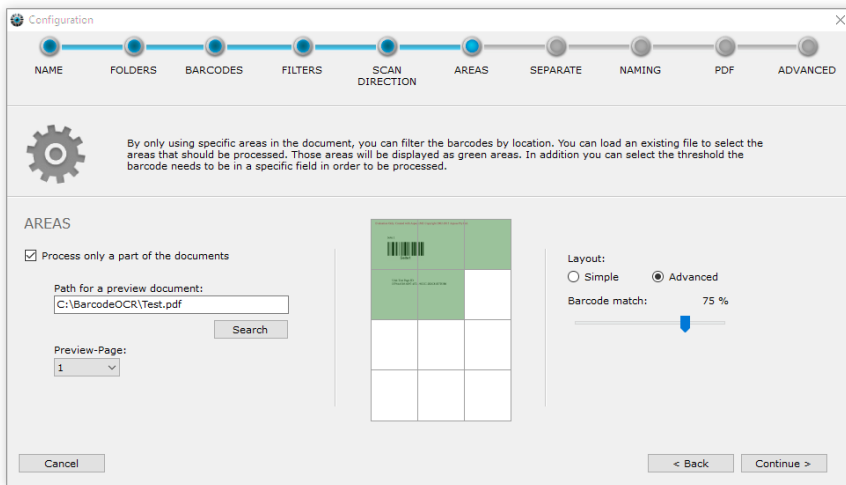 Configuration
NAME
FOLDERS
BARCODES
FILTERS
SCAN
DIRECTION
AREAS
SEPARATE
NAMING
PDF
ADVANCED
By only using specific areas in the document, you can filter the barcodes by location. You can load an existing file to select the
areas that should be processed. Those areas will be displayed as green areas. In addition you can select the threshold the
barcode needs to be in a specific field in order to be processed.
AREAS
Process only a part of the documents
Path for a preview document:
C:\BarcodeOCR\Test.pdf
Search
Preview-Page:
1
Layout:
Simple
Advanced
Barcode match: 75 %
Cancel
< Back
Continue >